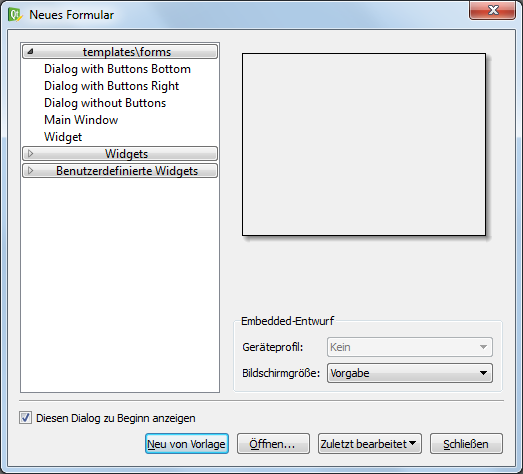 Neues Formular
templates\forms
Dialog with Buttons Bottom
Dialog with Buttons Right
Dialog without Buttons
Main Window
Widget
Widgets
Benutzerdefinierte Widgets
Embedded-Entwurf
Geräteprofil: Kein
Bildschirmgröße: Vorgabe
Diesen Dialog zu Beginn anzeigen
Neu von Vorlage Öffnen... Zuletzt bearbeitet Schließen